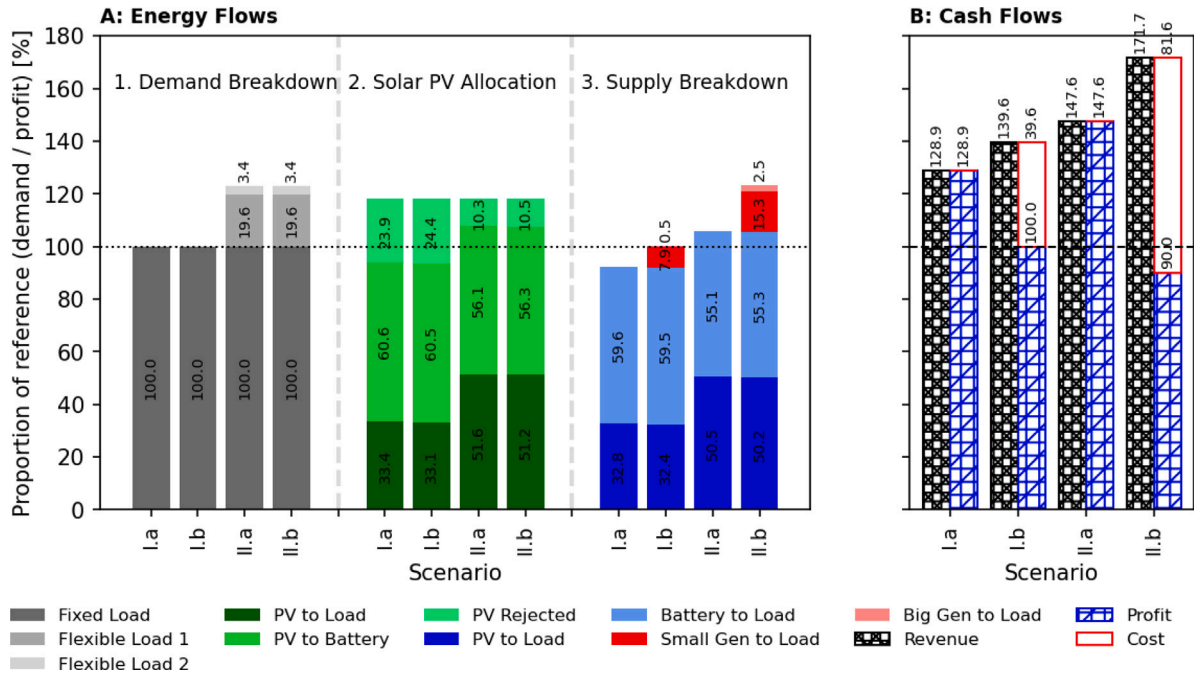 A: Energy Flows
B: Cash Flows
Proportion of reference (demand / profit) [%]
180
160
140
120
100
80
60
40
20
0
1. Demand Breakdown
2. Solar PV Allocation
3. Supply Breakdown
100.0
100.0
100.0
19.6
3.4
100.0
19.6
3.4
33.4
60.6
23.9
33.1
60.5
24.4
51.6
56.1
10.3
51.2
56.3
10.5
32.8
59.6
32.4
59.5
7.9
0.5
50.5
55.1
50.2
55.3
15.3
2.5
128.9
128.9
139.6
100.0
39.6
147.6
147.6
171.7
90.0
81.6
I.a
I.b
II.a
II.b
I.a
I.b
II.a
II.b
I.a
I.b
II.a
II.b
I.a
I.b
II.a
II.b
Scenario
Scenario
Fixed Load
Flexible Load 1
Flexible Load 2
PV to Load
PV to Battery
PV Rejected
PV to Load
Battery to Load
Small Gen to Load
Big Gen to Load
Revenue
Profit
Cost